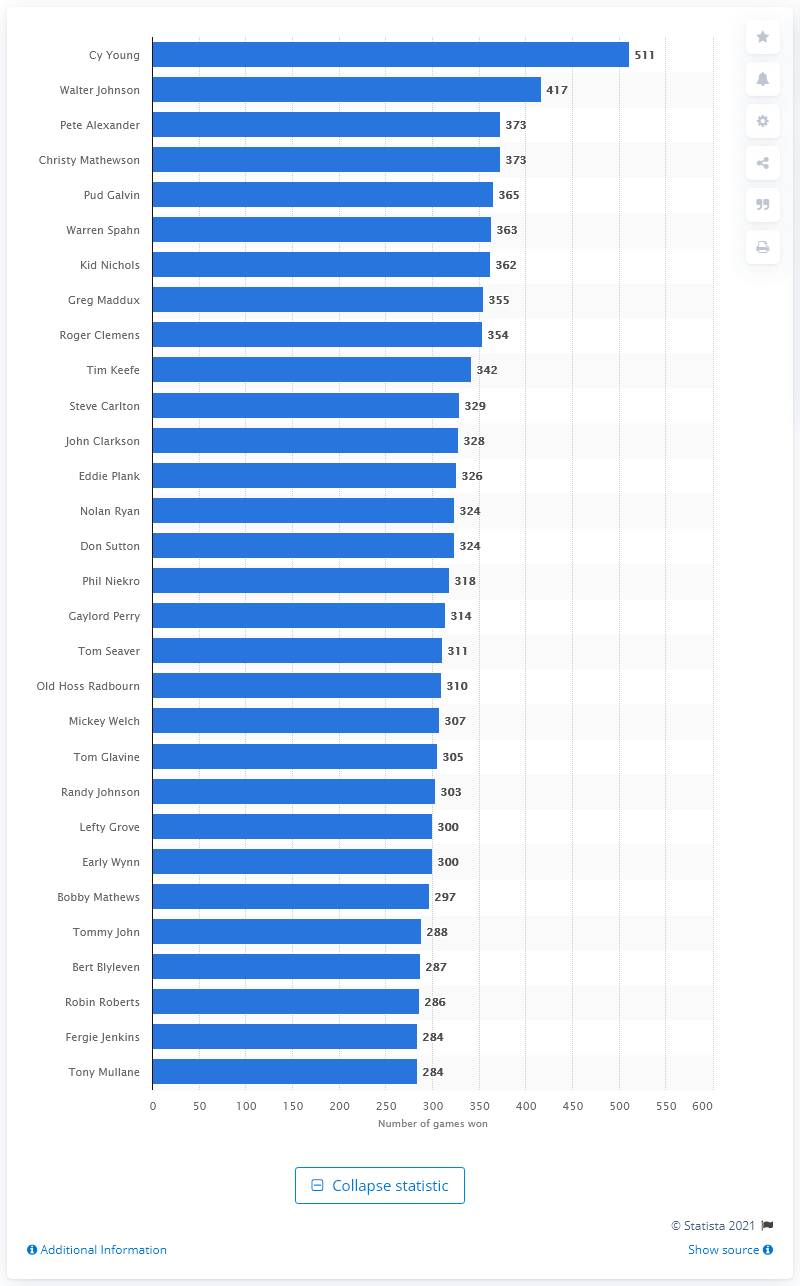 Cy Young 511
Walter Johnson 417
Pete Alexander 373
Christy Mathewson 373
Pud Galvin 365
Warren Spahn 363
Kid Nichols 362
Greg Maddux 355
Roger Clemens 354
Tim Keefe 342
Steve Carlton 329
John Clarkson 328
Eddie Plank 326
Nolan Ryan 324
Don Sutton 324
Phil Niekro 318
Gaylord Perry 314
Tom Seaver 311
Old Hoss Radbourn 310
Mickey Welch 307
Tom Glavine 305
Randy Johnson 303
Lefty Grove 300
Early Wynn 300
Bobby Mathews 297
Tommy John 288
Bert Blyleven 287
Robin Roberts 286
Fergie Jenkins 284
Tony Mullane 284
0 50 100 150 200 250 300 350 400 450 500 550 600
Number of games won
Collapse statistic
© Statista 2021
Additional Information Show source